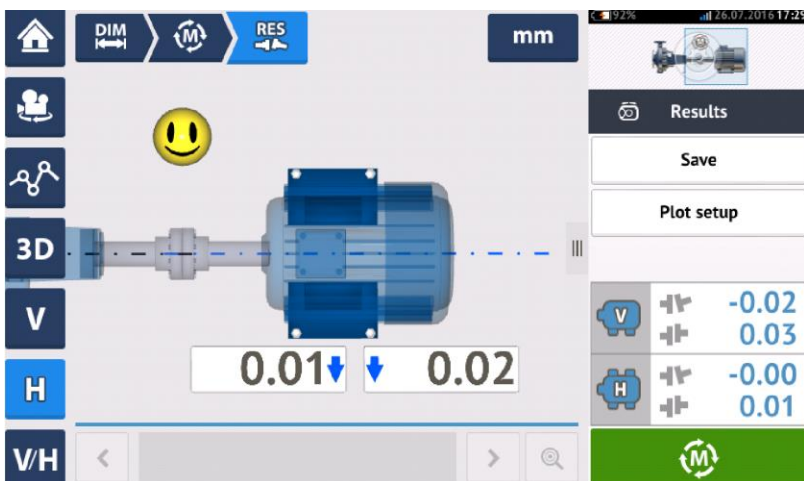 DIM
M
RES
mm
92%
26.07.2016 17:29
Results
Save
Plot setup
3D
V
H
V/H
0.01
0.02
V
-0.02
0.03
H
-0.00
0.01
M